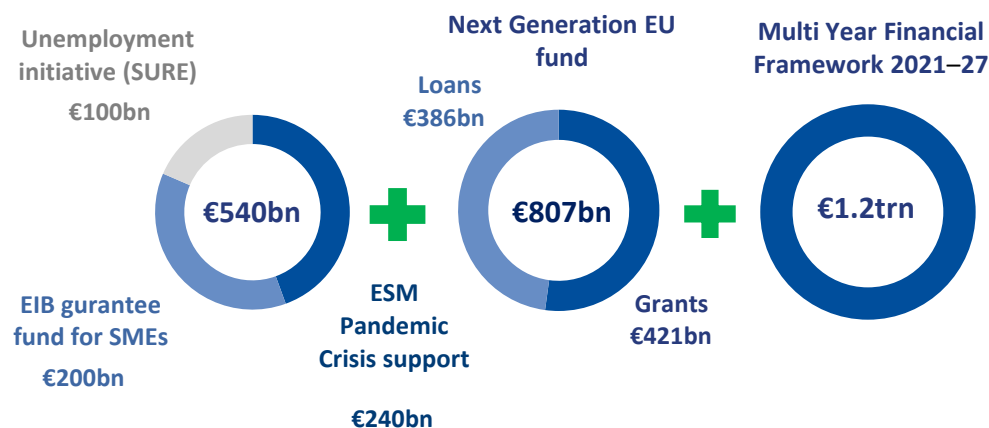 Unemployment
initiative (SURE)
€100bn
€540bn
EIB gurantee
fund for SMEs
€200bn
ESM
Pandemic
Crisis support
€240bn
Next Generation EU
fund
Loans
€386bn
€807bn
Grants
€421bn
Multi Year Financial
Framework 2021–27
€1.2trn